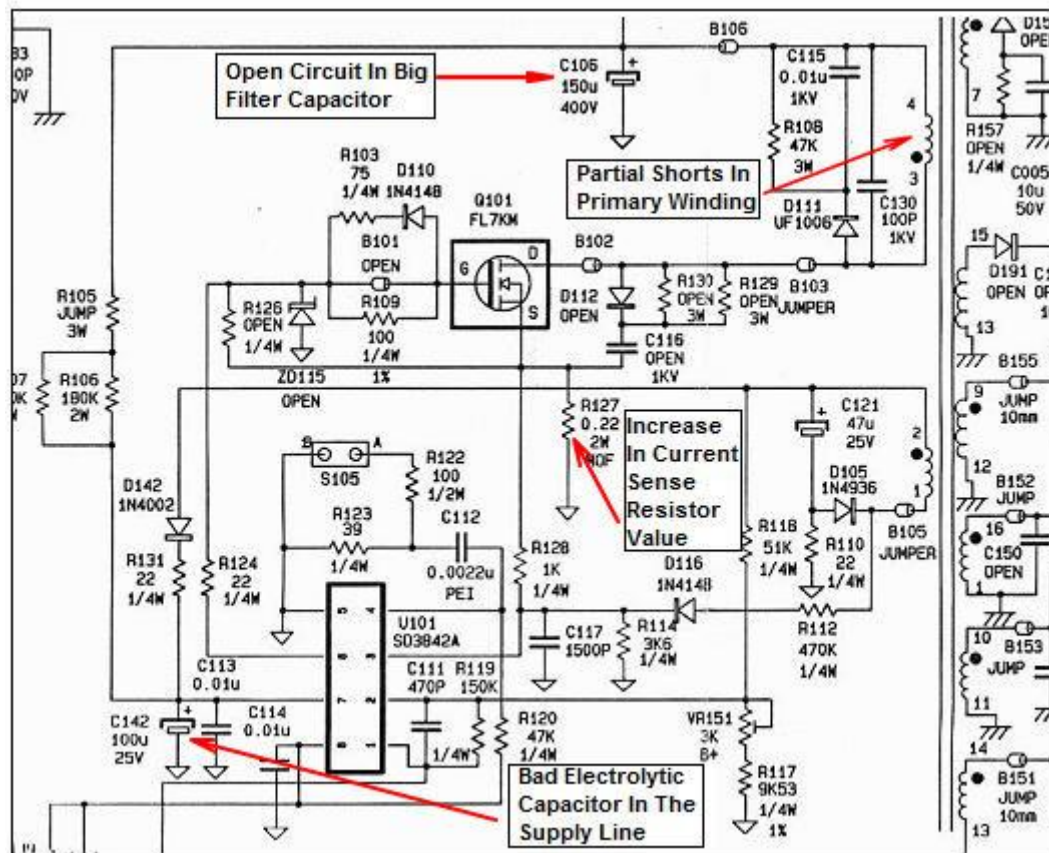 Open Circuit In Big
Filter Capacitor
C106
150u
400V
B106
C115
0.01u
1KV
R108
47K
3W
4
3
D111
UF1006
C130
100P
1KV
Partial Shorts In
Primary Winding
7
R157
OPEN
1/4W
C005
10u
50V
R103
75
1/4W
D110
1N4148
B101
OPEN
R109
100
1/4W
1%
Q101
FL7KM
G
D
S
B102
D112
OPEN
C116
OPEN
1KV
R130
OPEN
3W
R129
OPEN
3W
B103
JUMPER
15
D191
OPEN
13
R105
JUMP
3W
R106
180K
2W
R126
OPEN
1/4W
ZD115
OPEN
R127
0.22
2W
Increase
In Current
Sense
Resistor
Value
C121
47u
25V
D105
1N4936
2
1
B105
JUMPER
R110
22
1/4W
R118
51K
1/4W
9
B155
JUMP
10mm
12
B152
JUMP
16
C150
OPEN
1
D142
1N4002
R131
22
1/4W
R124
22
1/4W
A
S105
R122
100
1/2W
R123
39
1/4W
C112
0.0022u
PEI
R128
1K
1/4W
D116
1N4148
R112
470K
1/4W
U101
SD3842A
5
4
6
3
7
2
8
1
C117
1500P
R114
3K6
1/4W
10
B153
JUMP
11
C113
0.01u
C114
0.01u
C142
100u
25V
C111
470P
R119
150K
1/4W
R120
47K
1/4W
VR151
3K
B+
R117
9K53
1/4W
1%
14
B151
JUMP
10mm
13
Bad Electrolytic
Capacitor In The
Supply Line